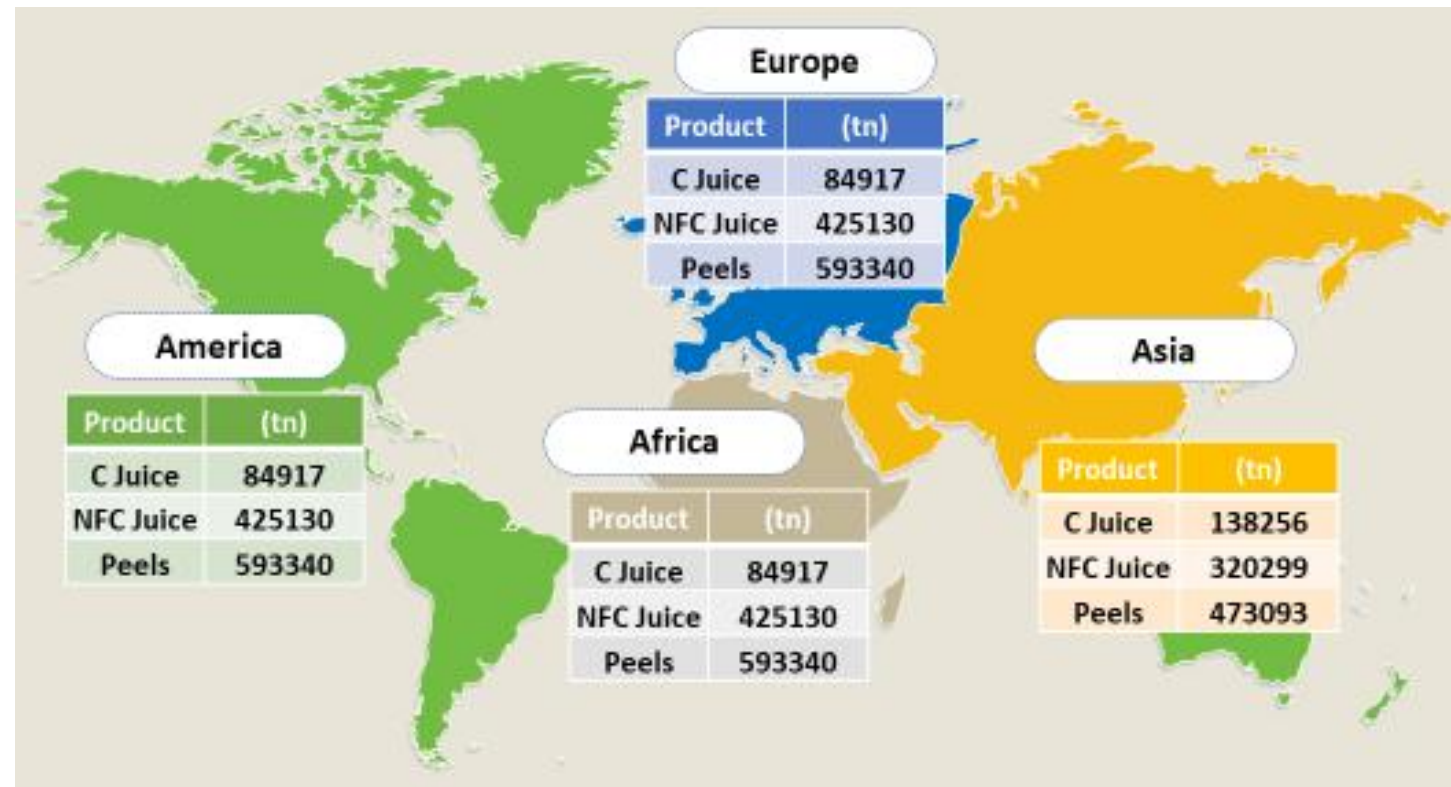 Europe
Product (tn)
C Juice 84917
NFC Juice 425130
Peels 593340
America
Product (tn)
C Juice 84917
NFC Juice 425130
Peels 593340
Africa
Product (tn)
C Juice 84917
NFC Juice 425130
Peels 593340
Asia
Product (tn)
C Juice 138256
NFC Juice 320299
Peels 473093